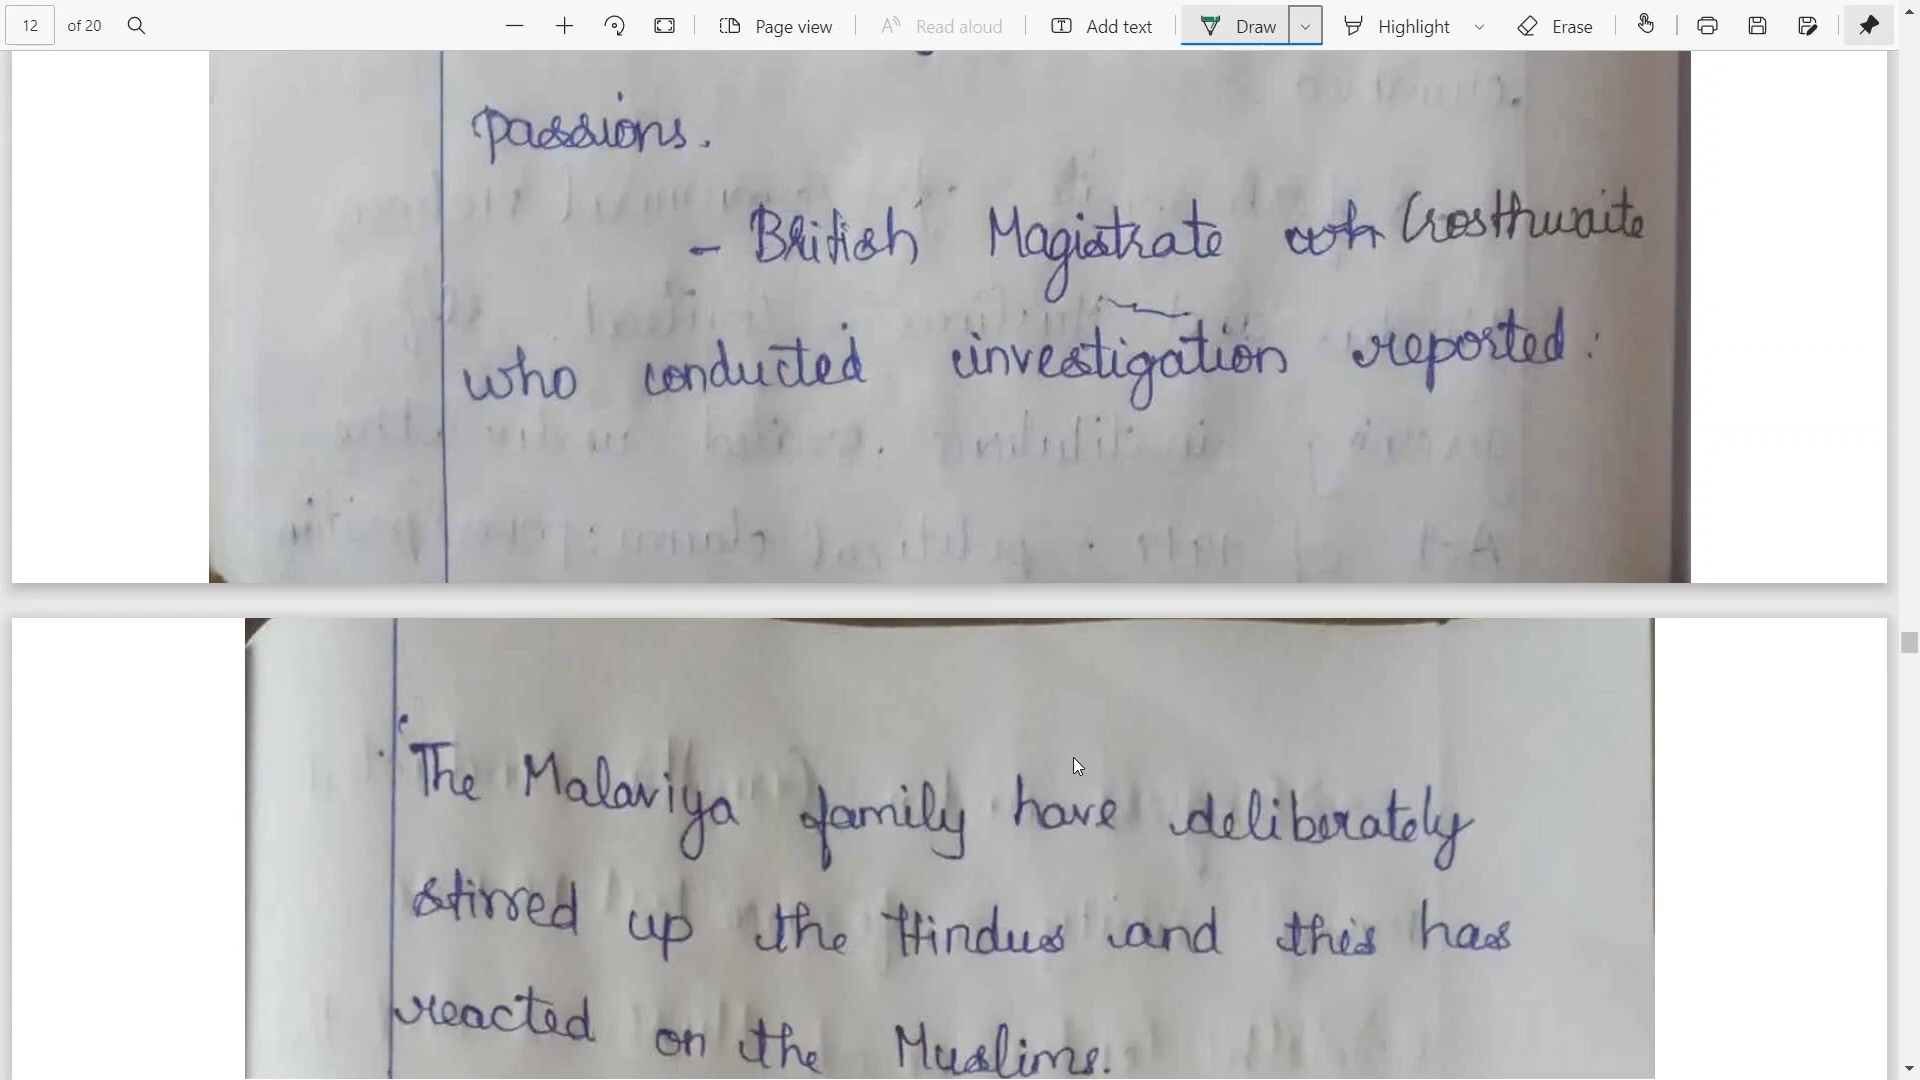 12 of 20 Page view Read aloud Add text Draw Highlight Erase
passions.
- British Magistrate Crosthwaite
who conducted investigation reported:
The Malaviya family have deliberately
stirred up the Hindus and this has
reacted on the Muslims.